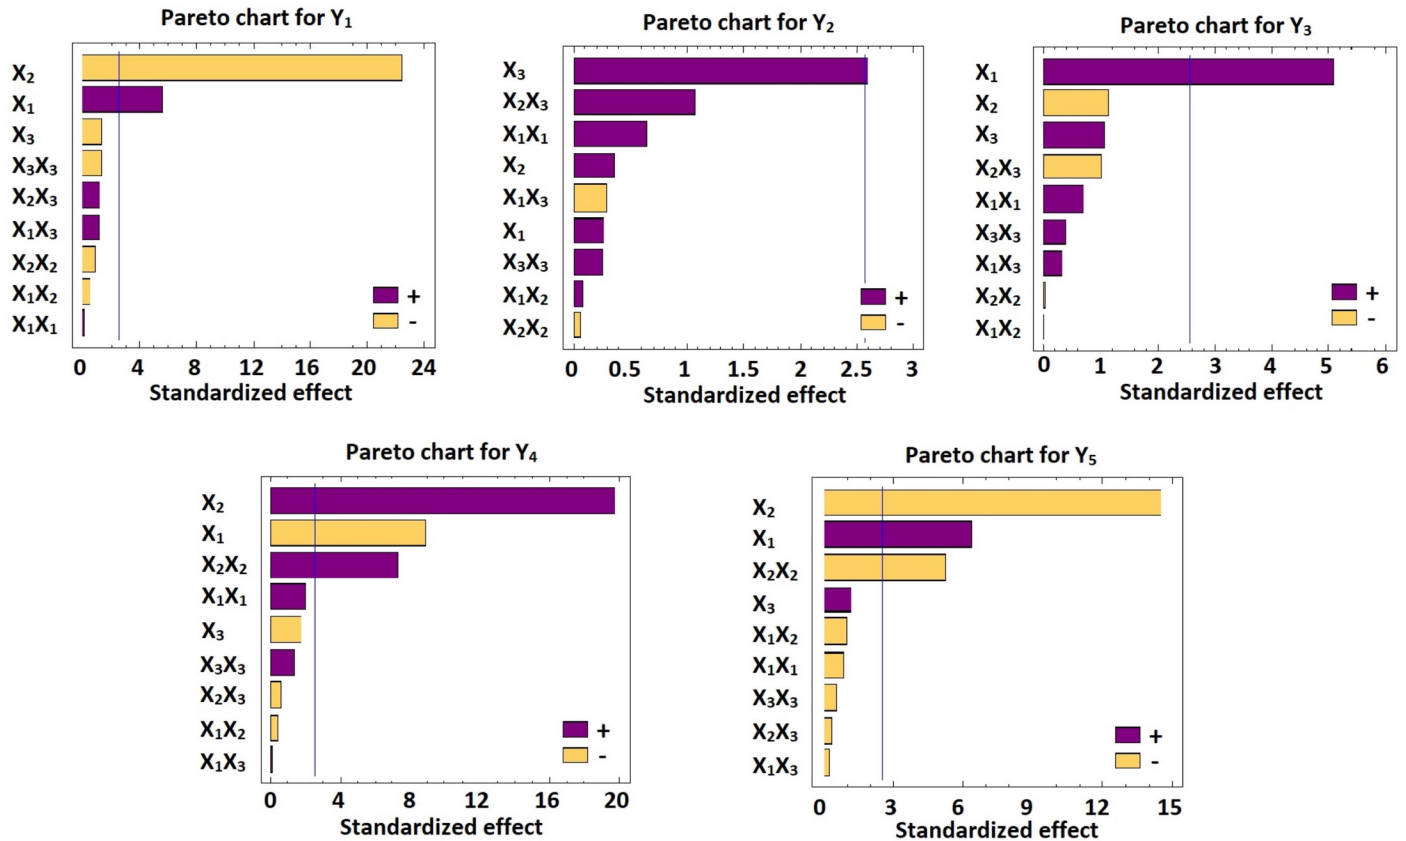 Pareto chart for Y₁
X₂
X₁
X₃
X₃X₃
X₂X₃
X₁X₃
X₂X₂
X₁X₂
X₁X₁
+
-
0 4 8 12 16 20 24
Standardized effect
Pareto chart for Y₂
X₃
X₂X₃
X₁X₁
X₂
X₁X₃
X₁
X₃X₃
X₁X₂
X₂X₂
+
-
0 0.5 1 1.5 2 2.5 3
Standardized effect
Pareto chart for Y₃
X₁
X₂
X₃
X₂X₃
X₁X₁
X₃X₃
X₁X₃
X₂X₂
X₁X₂
+
-
0 1 2 3 4 5 6
Standardized effect
Pareto chart for Y₄
X₂
X₁
X₂X₂
X₁X₁
X₃
X₃X₃
X₂X₃
X₁X₂
X₁X₃
+
-
0 4 8 12 16 20
Standardized effect
Pareto chart for Y₅
X₂
X₁
X₂X₂
X₃
X₁X₂
X₁X₁
X₃X₃
X₂X₃
X₁X₃
+
-
0 3 6 9 12 15
Standardized effect